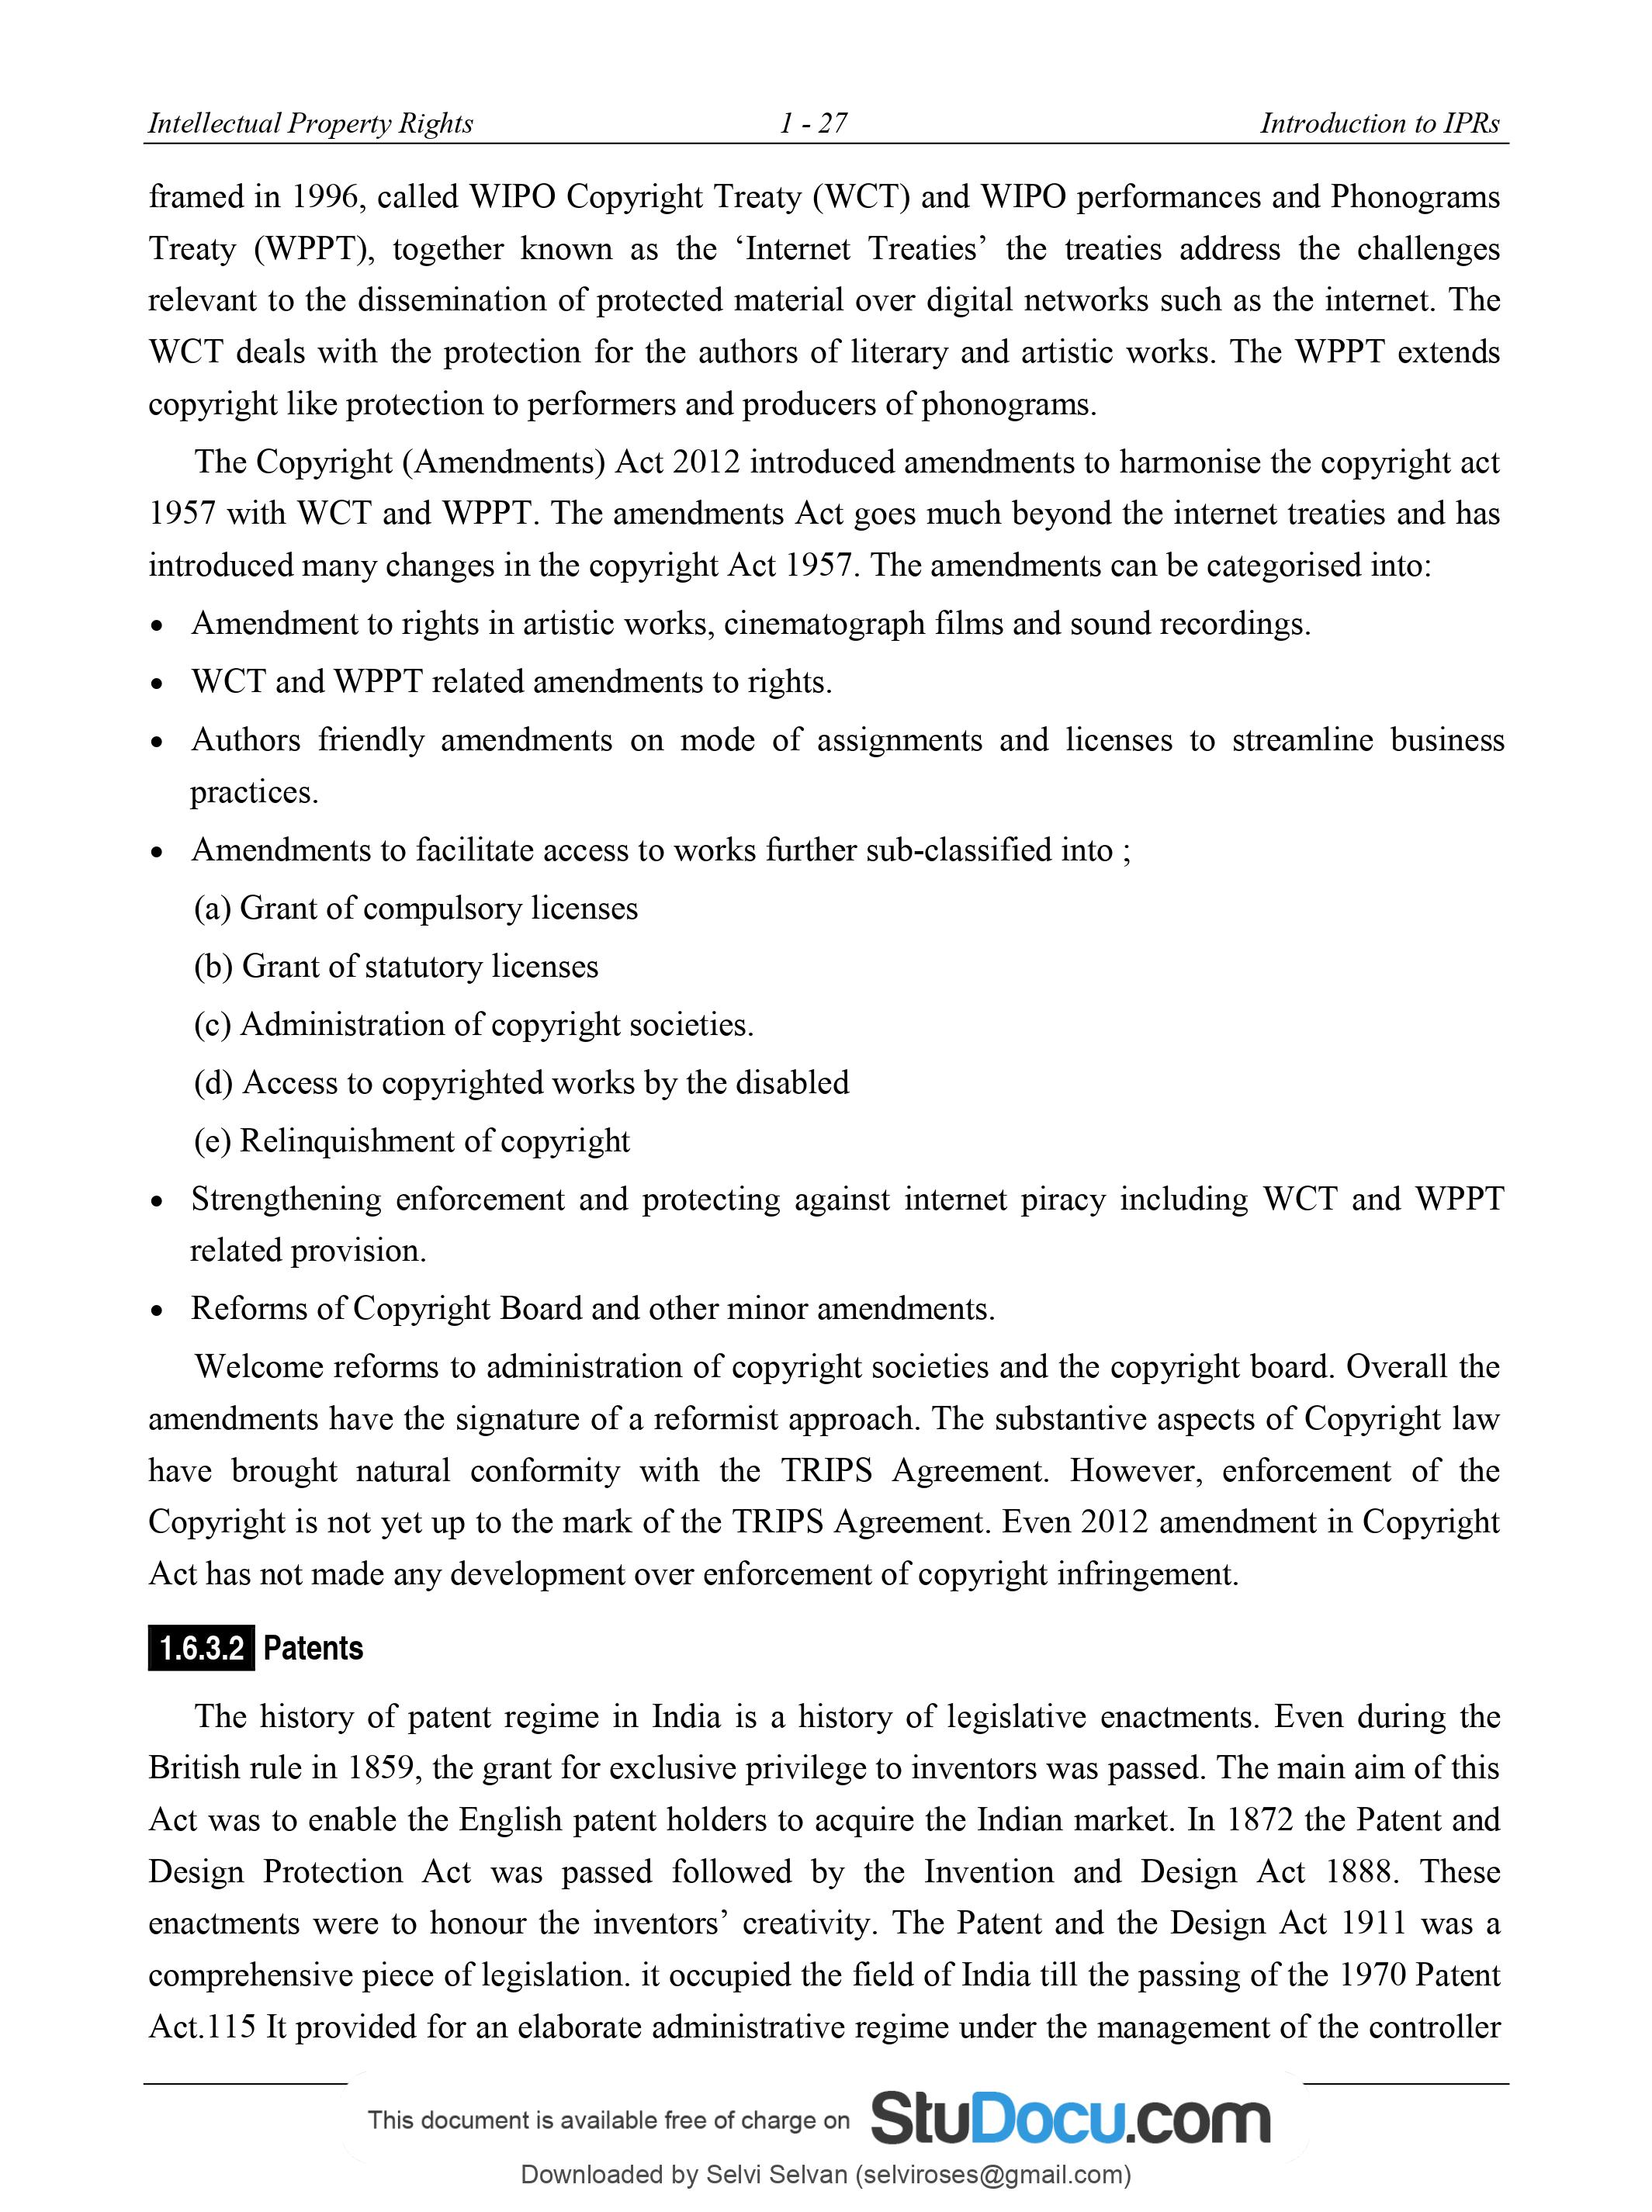 Intellectual Property Rights 1 - 27 Introduction to IPRs
framed in 1996, called WIPO Copyright Treaty (WCT) and WIPO performances and Phonograms
Treaty (WPPT), together known as the ‘Internet Treaties’ the treaties address the challenges
relevant to the dissemination of protected material over digital networks such as the internet. The
WCT deals with the protection for the authors of literary and artistic works. The WPPT extends
copyright like protection to performers and producers of phonograms.
The Copyright (Amendments) Act 2012 introduced amendments to harmonise the copyright act
1957 with WCT and WPPT. The amendments Act goes much beyond the internet treaties and has
introduced many changes in the copyright Act 1957. The amendments can be categorised into:
• Amendment to rights in artistic works, cinematograph films and sound recordings.
• WCT and WPPT related amendments to rights.
• Authors friendly amendments on mode of assignments and licenses to streamline business
practices.
• Amendments to facilitate access to works further sub-classified into ;
(a) Grant of compulsory licenses
(b) Grant of statutory licenses
(c) Administration of copyright societies.
(d) Access to copyrighted works by the disabled
(e) Relinquishment of copyright
• Strengthening enforcement and protecting against internet piracy including WCT and WPPT
related provision.
• Reforms of Copyright Board and other minor amendments.
Welcome reforms to administration of copyright societies and the copyright board. Overall the
amendments have the signature of a reformist approach. The substantive aspects of Copyright law
have brought natural conformity with the TRIPS Agreement. However, enforcement of the
Copyright is not yet up to the mark of the TRIPS Agreement. Even 2012 amendment in Copyright
Act has not made any development over enforcement of copyright infringement.
1.6.3.2 Patents
The history of patent regime in India is a history of legislative enactments. Even during the
British rule in 1859, the grant for exclusive privilege to inventors was passed. The main aim of this
Act was to enable the English patent holders to acquire the Indian market. In 1872 the Patent and
Design Protection Act was passed followed by the Invention and Design Act 1888. These
enactments were to honour the inventors’ creativity. The Patent and the Design Act 1911 was a
comprehensive piece of legislation. it occupied the field of India till the passing of the 1970 Patent
Act.115 It provided for an elaborate administrative regime under the management of the controller
This document is available free of charge on StuDocu.com
Downloaded by Selvi Selvan (selviroses@gmail.com)